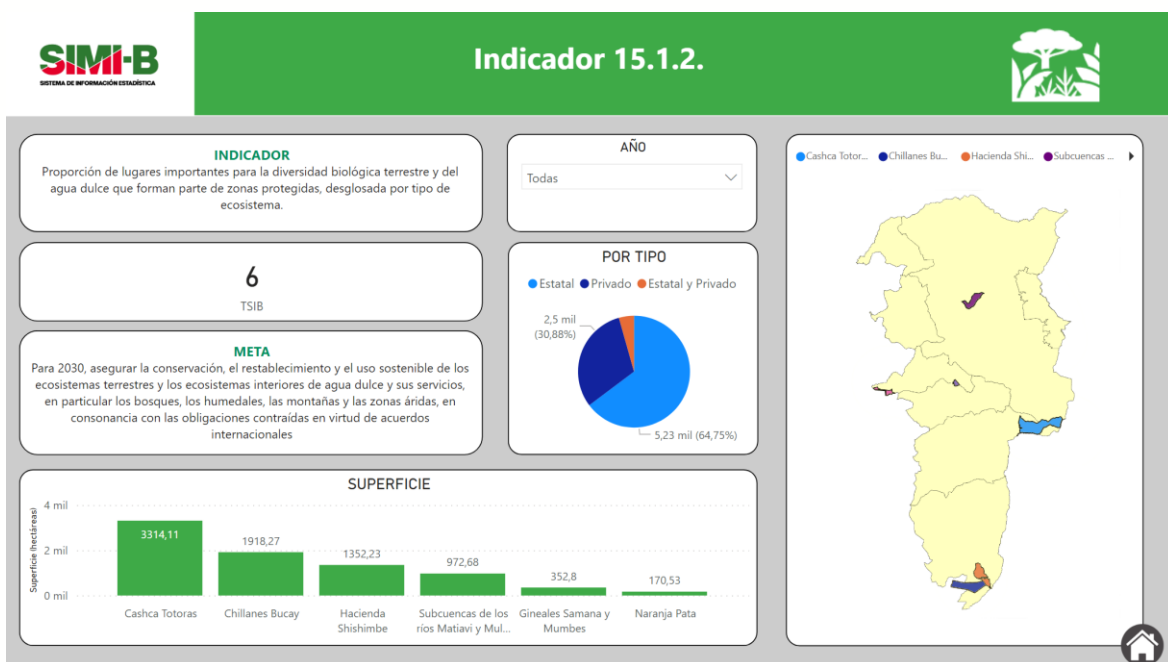 SIMI-B
SISTEMA DE INFORMACIÓN ESTADÍSTICA
Indicador 15.1.2.
INDICADOR
Proporción de lugares importantes para la diversidad biológica terrestre y del
agua dulce que forman parte de zonas protegidas, desglosada por tipo de
ecosistema.
6
TSIB
META
Para 2030, asegurar la conservación, el restablecimiento y el uso sostenible de los
ecosistemas terrestres y los ecosistemas interiores de agua dulce y sus servicios,
en particular los bosques, los humedales, las montañas y las zonas áridas, en
consonancia con las obligaciones contraídas en virtud de acuerdos
internacionales
AÑO
Todas
POR TIPO
Estatal Privado Estatal y Privado
2,5 mil
(30,88%)
5,23 mil (64,75%)
Cashca Totor... Chillanes Bu... Hacienda Shi... Subcuencas ...
SUPERFICIE
Superficie (hectáreas)
4 mil
2 mil
0 mil
3314,11
1918,27
1352,23
972,68
352,8
170,53
Cashca Totoras
Chillanes Bucay
Hacienda
Shishimbe
Subcuencas de los
ríos Matiavi y Mul...
Gineales Samana y
Mumbes
Naranja Pata